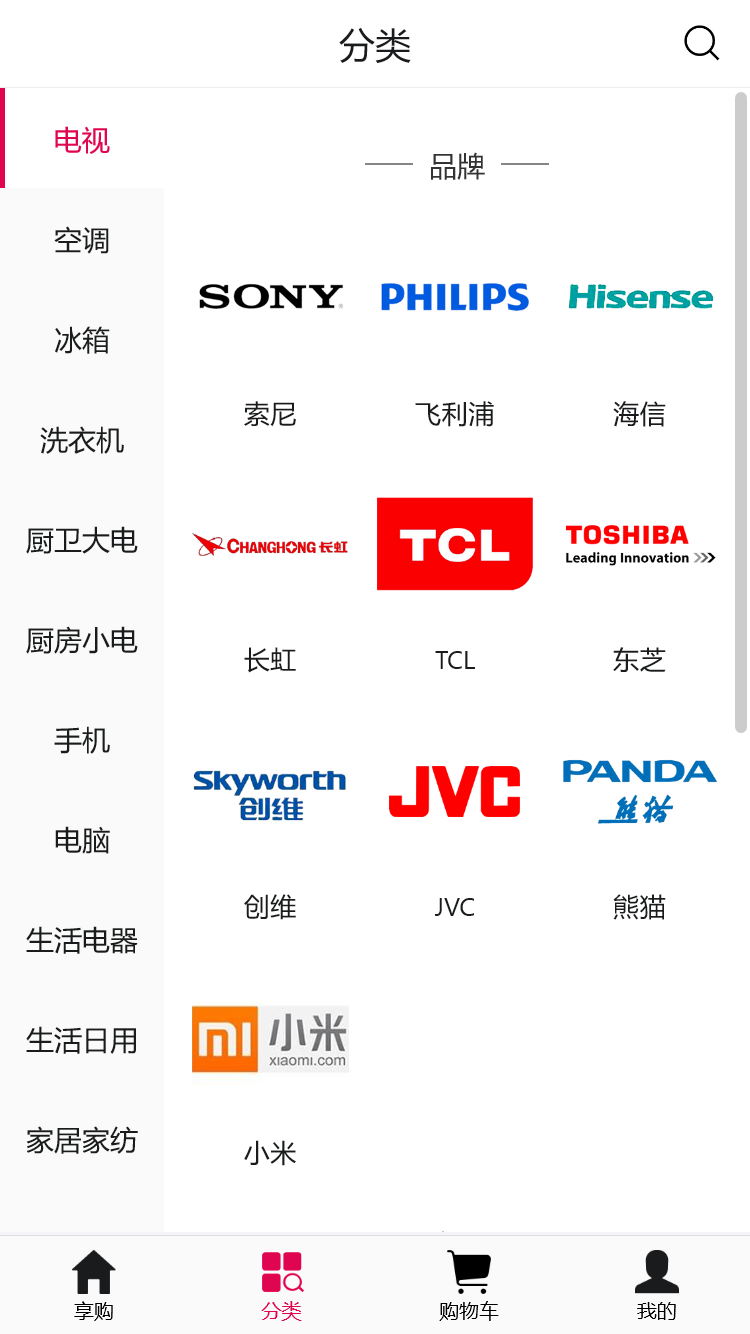 分类
电视
空调
冰箱
洗衣机
厨卫大电
厨房小电
手机
电脑
生活电器
生活日用
家居家纺
品牌
SONY
PHILIPS
Hisense
索尼
飞利浦
海信
CHANGHONG 长虹
TCL
TOSHIBA
Leading Innovation >>>
长虹
TCL
东芝
Skyworth
创维
JVC
PANDA
熊猫
创维
JVC
熊猫
mi 小米
xiaomi.com
小米
享购
分类
购物车
我的